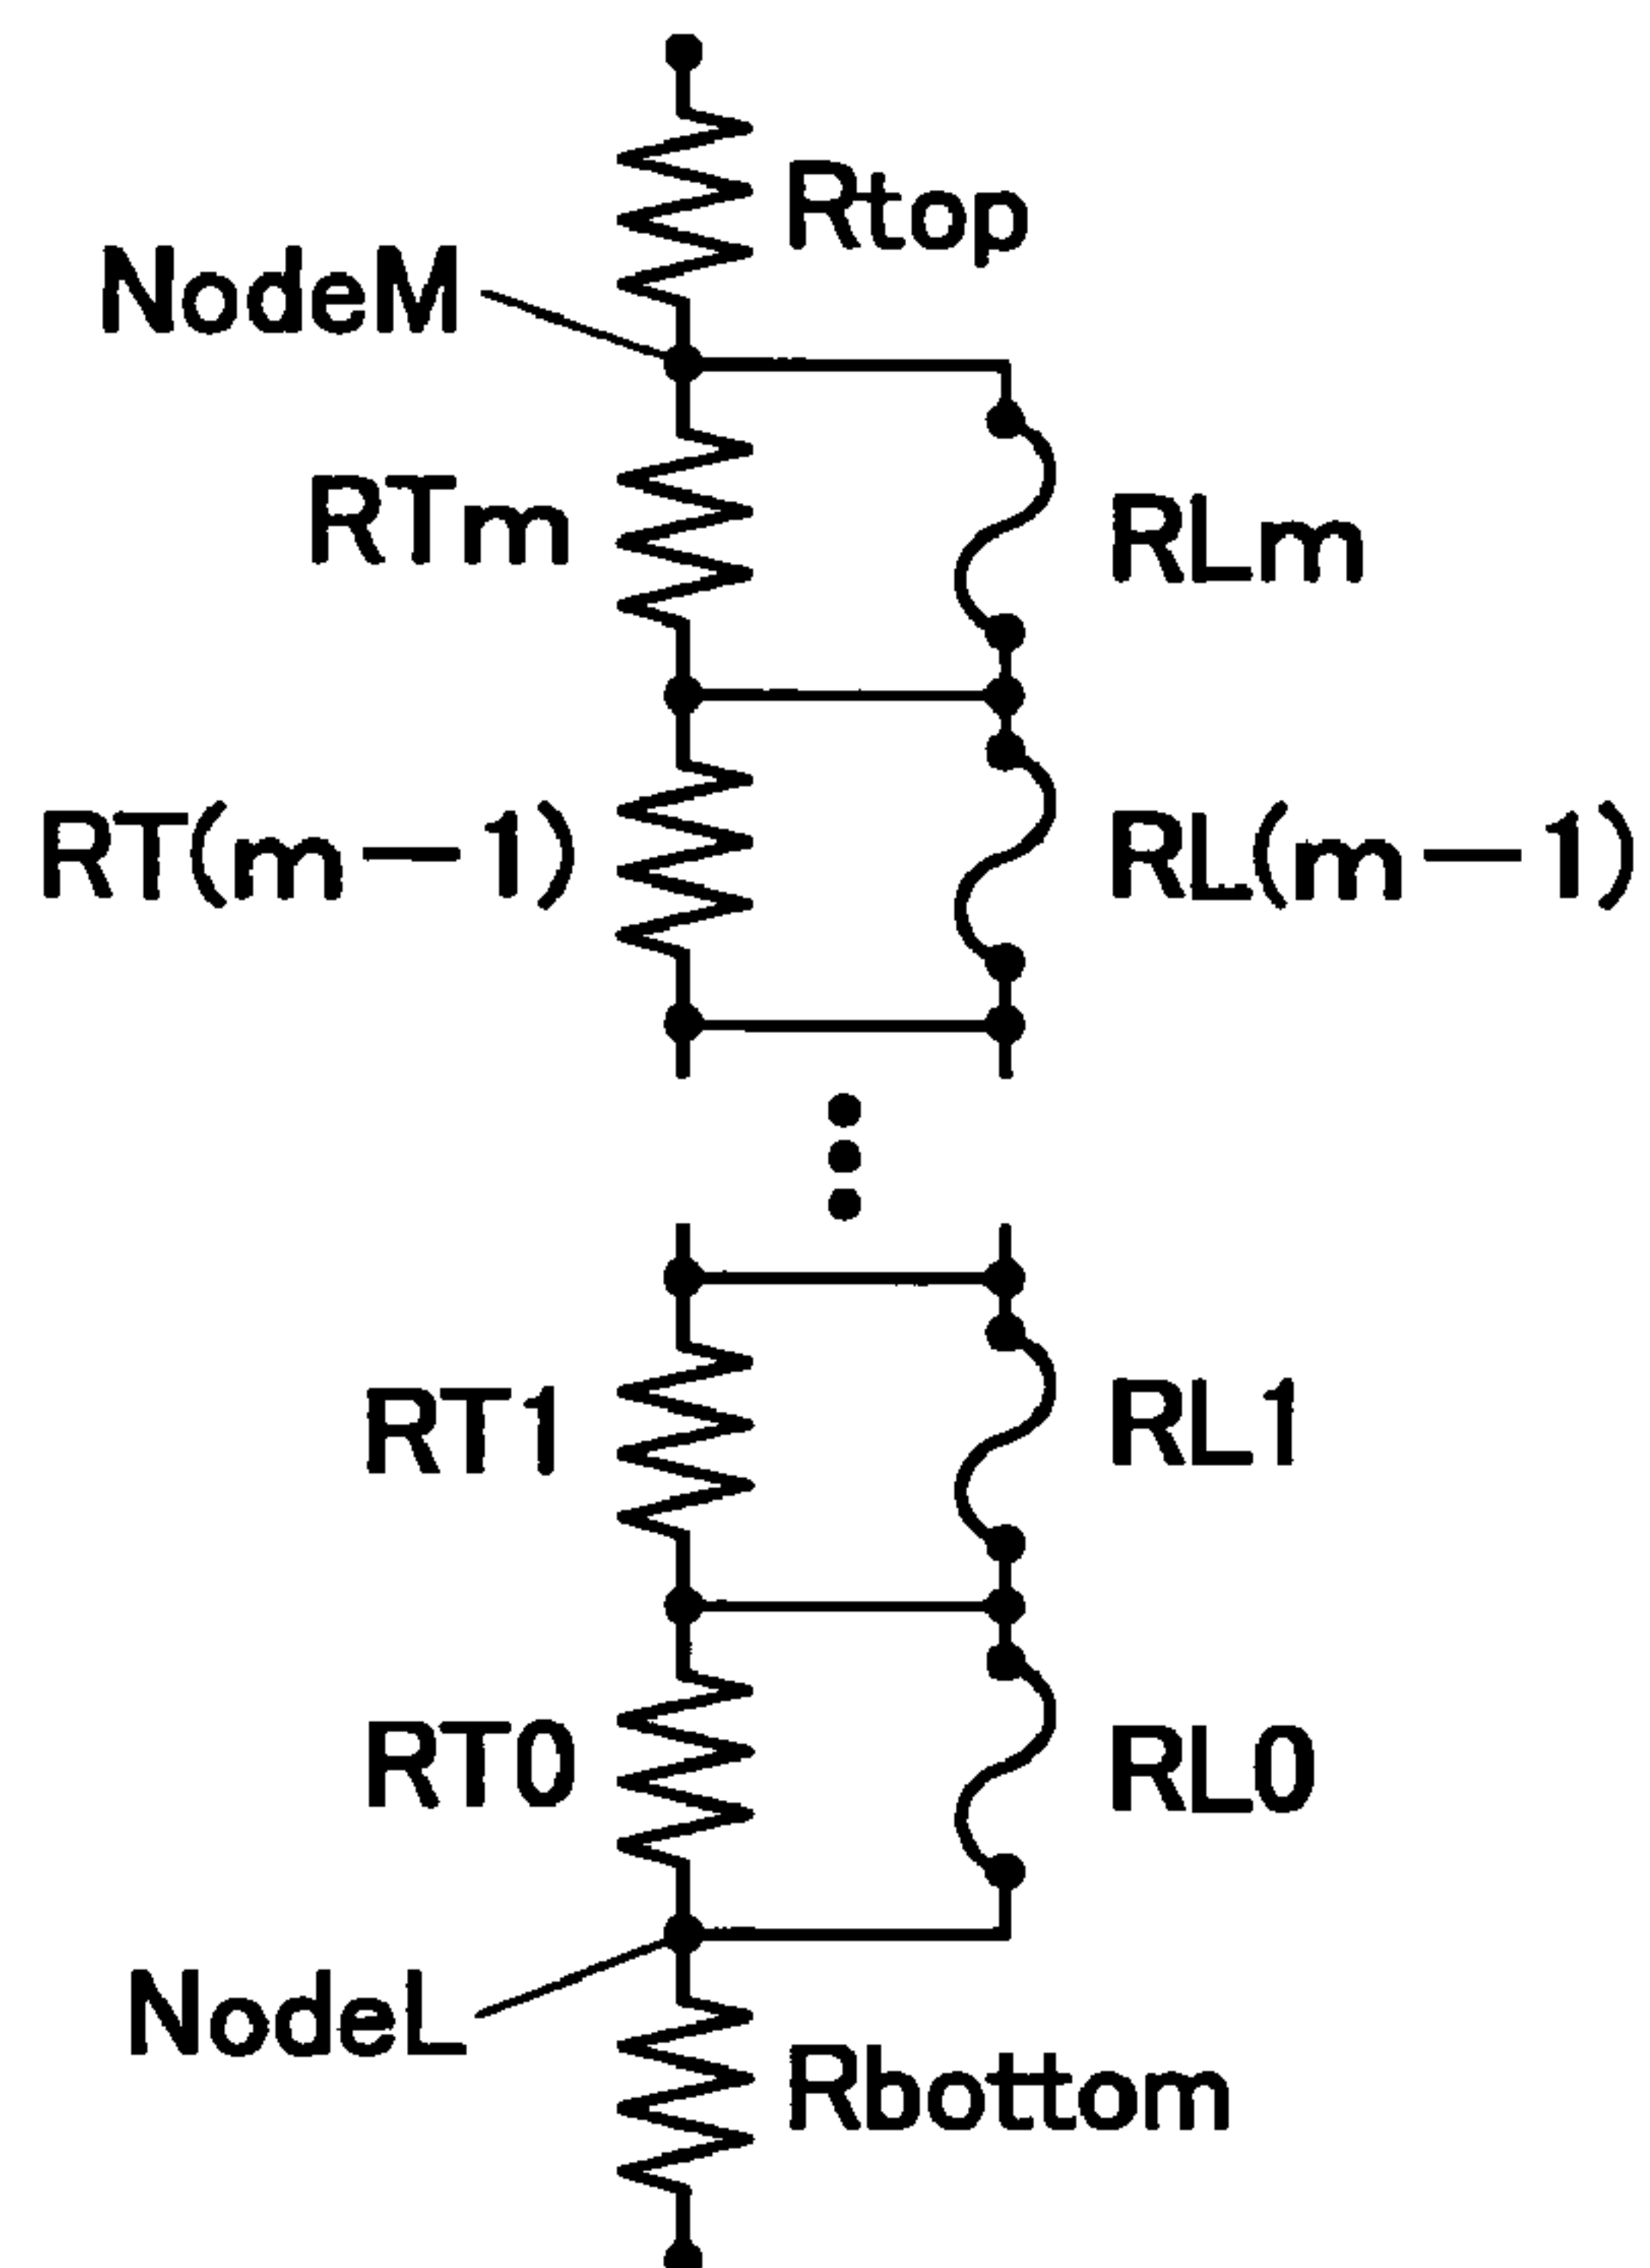 Rtop
NodeM
RTm
RLm
RT(m−1)
RL(m−1)
RT1
RL1
RT0
RL0
NodeL
Rbottom